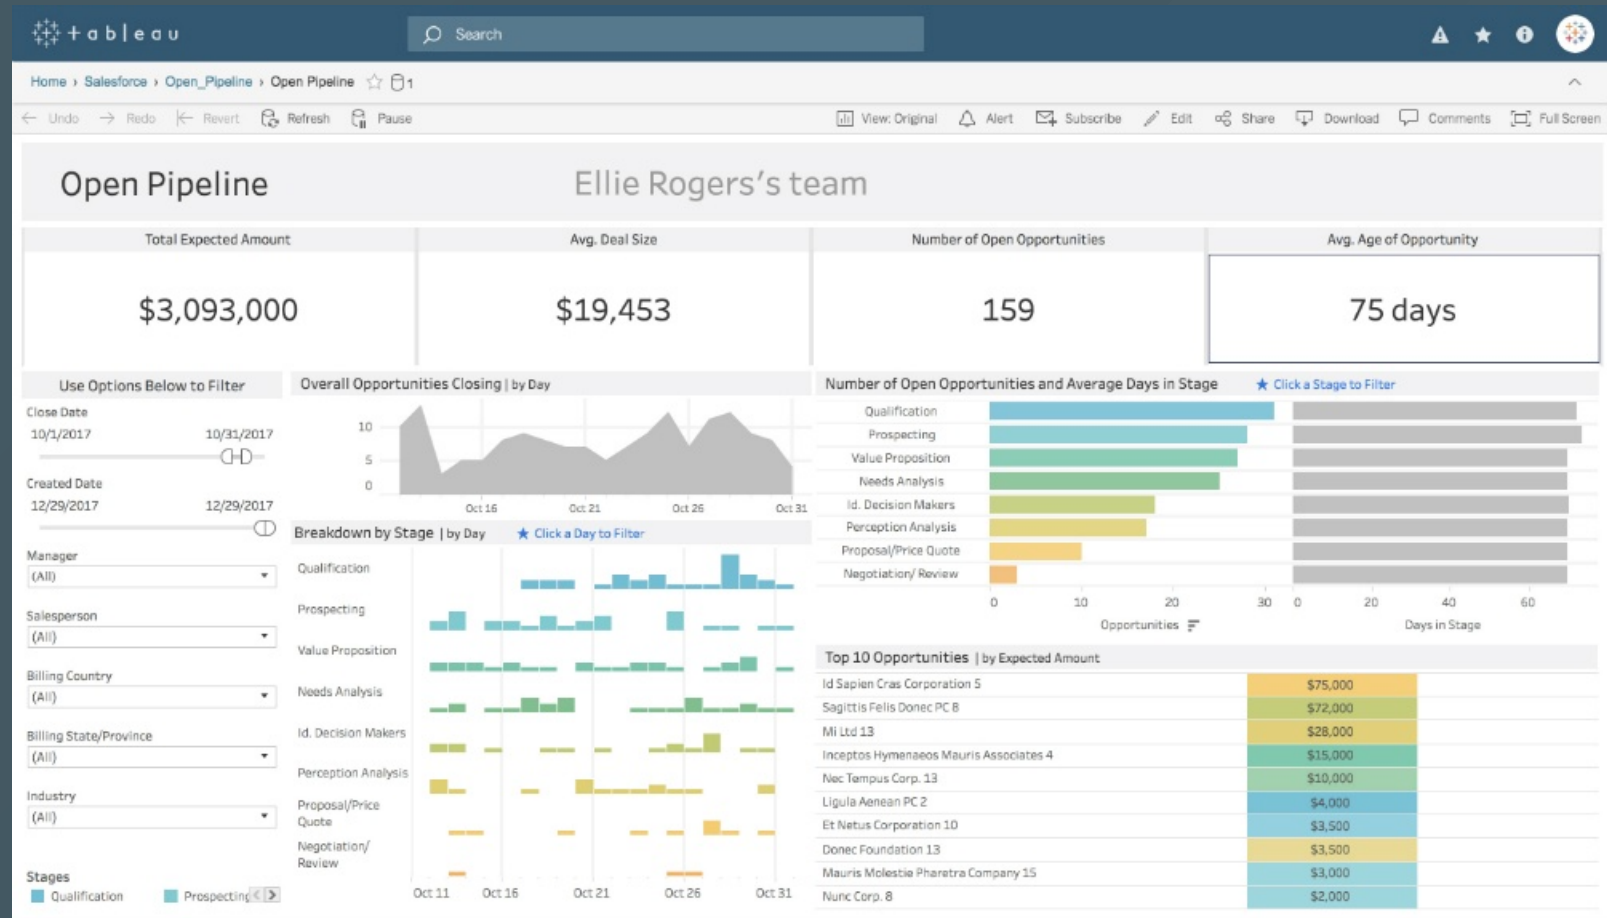 +ableau
Search
Home › Salesforce › Open_Pipeline › Open Pipeline 1
Undo Redo Revert Refresh Pause View: Original Alert Subscribe Edit Share Download Comments Full Screen
Open Pipeline
Ellie Rogers's team
Total Expected Amount
$3,093,000
Avg. Deal Size
$19,453
Number of Open Opportunities
159
Avg. Age of Opportunity
75 days
Use Options Below to Filter
Close Date
10/1/2017 10/31/2017
Created Date
12/29/2017 12/29/2017
Manager
(All)
Salesperson
(All)
Billing Country
(All)
Billing State/Province
(All)
Industry
(All)
Stages
Qualification Prospecting
Overall Opportunities Closing | by Day
10
5
0
Oct 16 Oct 21 Oct 26 Oct 31
Breakdown by Stage | by Day ★ Click a Day to Filter
Qualification
Prospecting
Value Proposition
Needs Analysis
Id. Decision Makers
Perception Analysis
Proposal/Price
Quote
Negotiation/
Review
Oct 11 Oct 16 Oct 21 Oct 26 Oct 31
Number of Open Opportunities and Average Days in Stage ★ Click a Stage to Filter
Qualification
Prospecting
Value Proposition
Needs Analysis
Id. Decision Makers
Perception Analysis
Proposal/Price Quote
Negotiation/ Review
0 10 20 30 0 20 40 60
Opportunities Days in Stage
Top 10 Opportunities | by Expected Amount
Id Sapien Cras Corporation 5 $75,000
Sagittis Felis Donec PC 8 $72,000
Mi Ltd 13 $28,000
Inceptos Hymenaeos Mauris Associates 4 $15,000
Nec Tempus Corp. 13 $10,000
Ligula Aenean PC 2 $4,000
Et Netus Corporation 10 $3,500
Donec Foundation 13 $3,500
Mauris Molestie Pharetra Company 15 $3,000
Nunc Corp. 8 $2,000